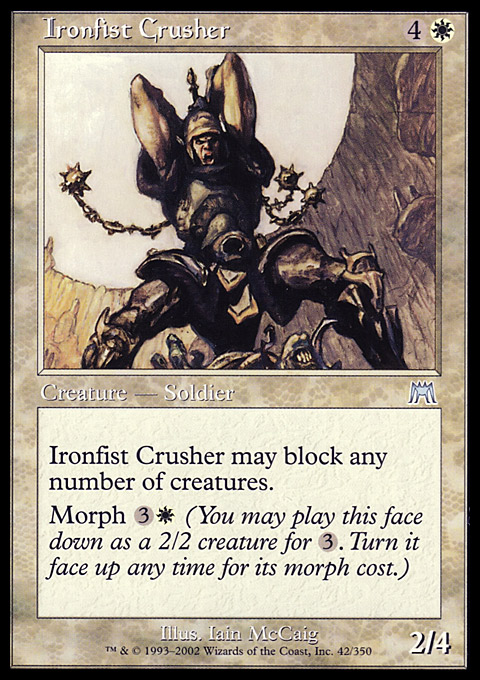 Ironfist Crusher 4
Creature — Soldier
Ironfist Crusher may block any
number of creatures.
Morph 3 (You may play this face
down as a 2/2 creature for 3. Turn it
face up any time for its morph cost.)
Illus. Iain McCaig
™ & © 1993–2002 Wizards of the Coast, Inc. 42/350
2/4